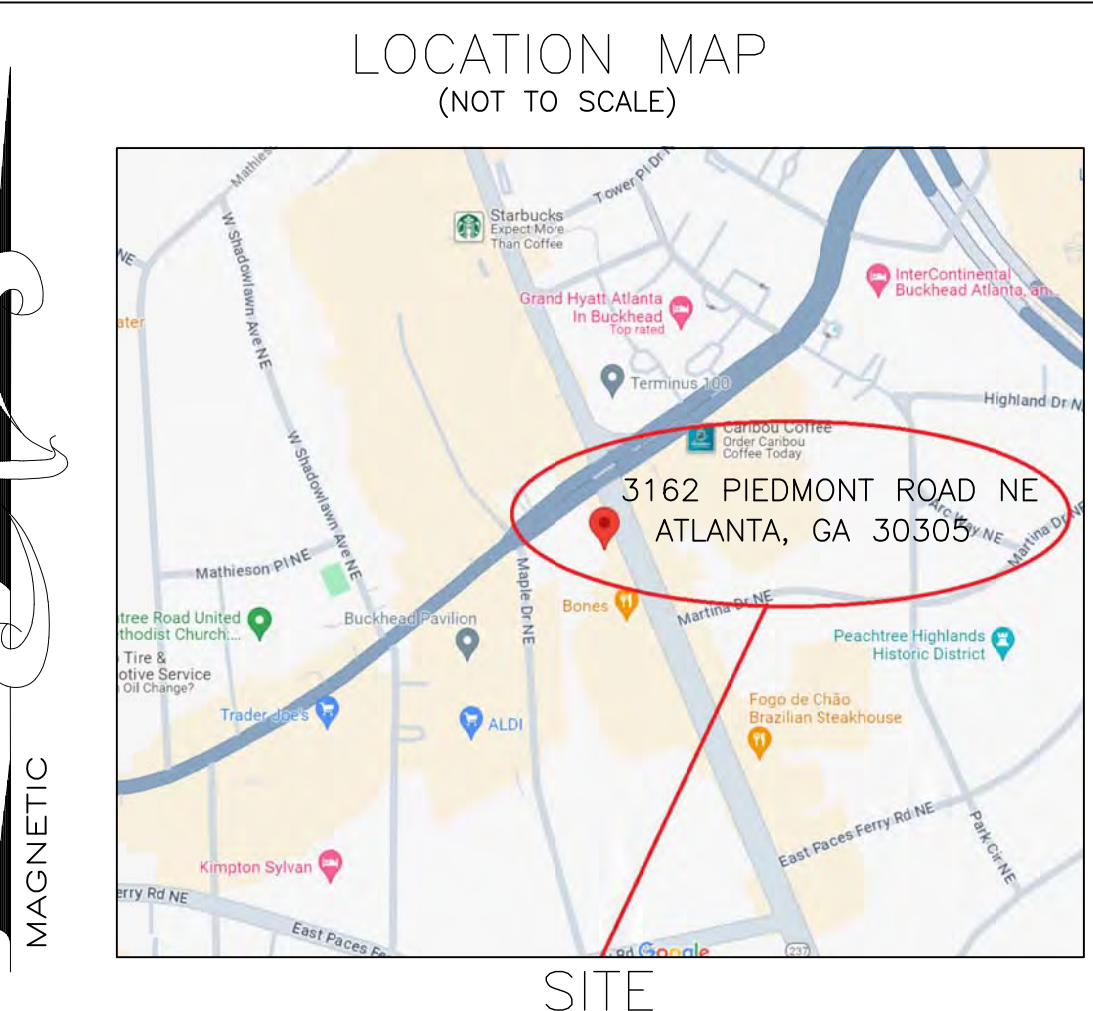 LOCATION MAP
(NOT TO SCALE)
Mathies
Tower Pl Dr N
Starbucks
Expect More
Than Coffee
NE
W Shadowlawn Ave NE
InterContinental
Buckhead Atlanta, an...
Grand Hyatt Atlanta
In Buckhead
Top rated
ater
Terminus 100
Highland Dr N
Caribou Coffee
Order Caribou
Coffee Today
W Shadowlawn Ave NE
3162 PIEDMONT ROAD NE
ATLANTA, GA 30305
Arc Way NE
Martina Dr NE
Mathieson Pl NE
Maple Dr NE
Bones
Martina Dr NE
tree Road United
thodist Church:...
Buckhead Pavilion
Peachtree Highlands
Historic District
Tire &
otive Service
Oil Change?
Trader Joe's
ALDI
Fogo de Chão
Brazilian Steakhouse
East Paces Ferry Rd NE
Park Cir NE
Kimpton Sylvan
erry Rd NE
East Paces Fe
Rd
Google
237
MAGNETIC
SITE